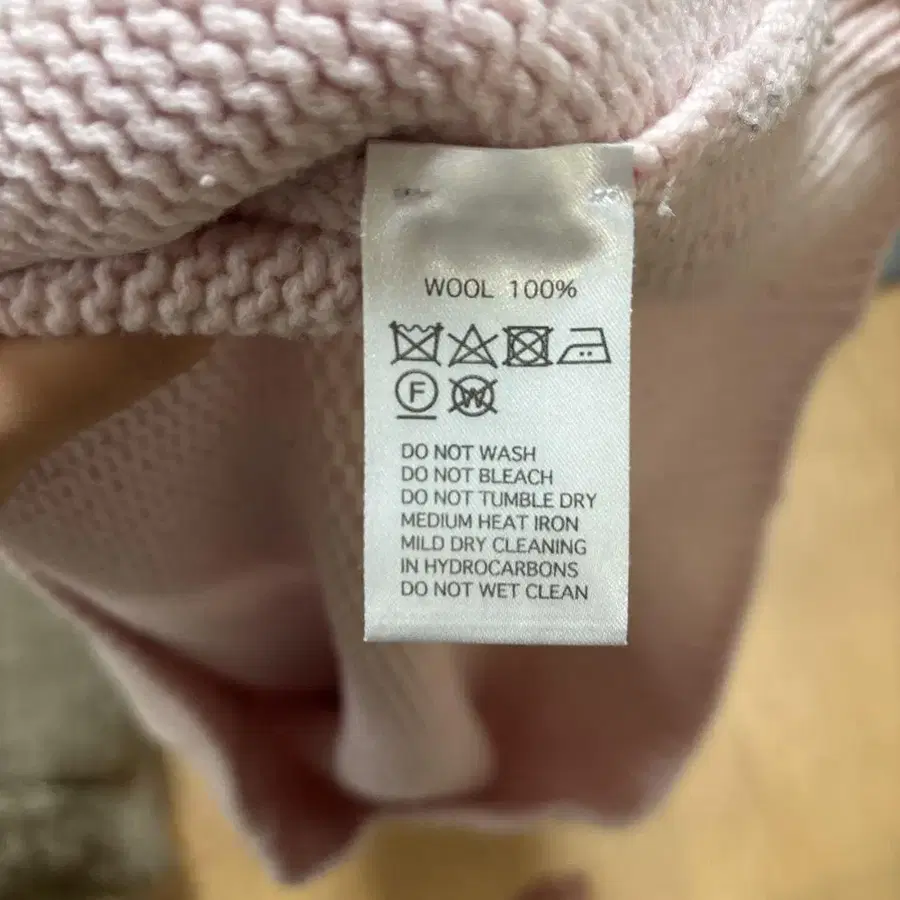 WOOL 100%
F W
DO NOT WASH
DO NOT BLEACH
DO NOT TUMBLE DRY
MEDIUM HEAT IRON
MILD DRY CLEANING
IN HYDROCARBONS
DO NOT WET CLEAN